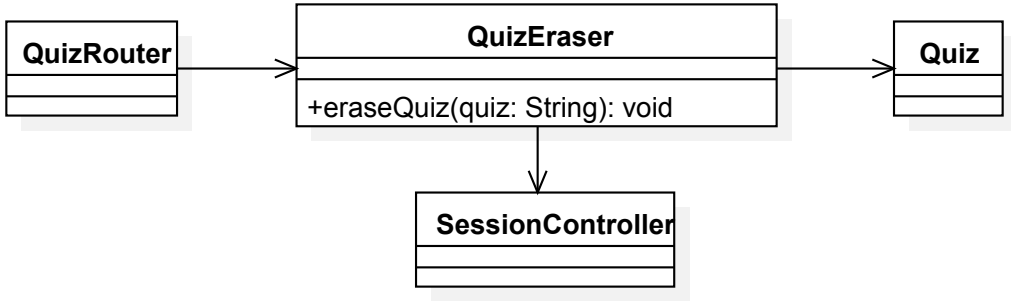 QuizRouter
QuizEraser
+eraseQuiz(quiz: String): void
Quiz
SessionController